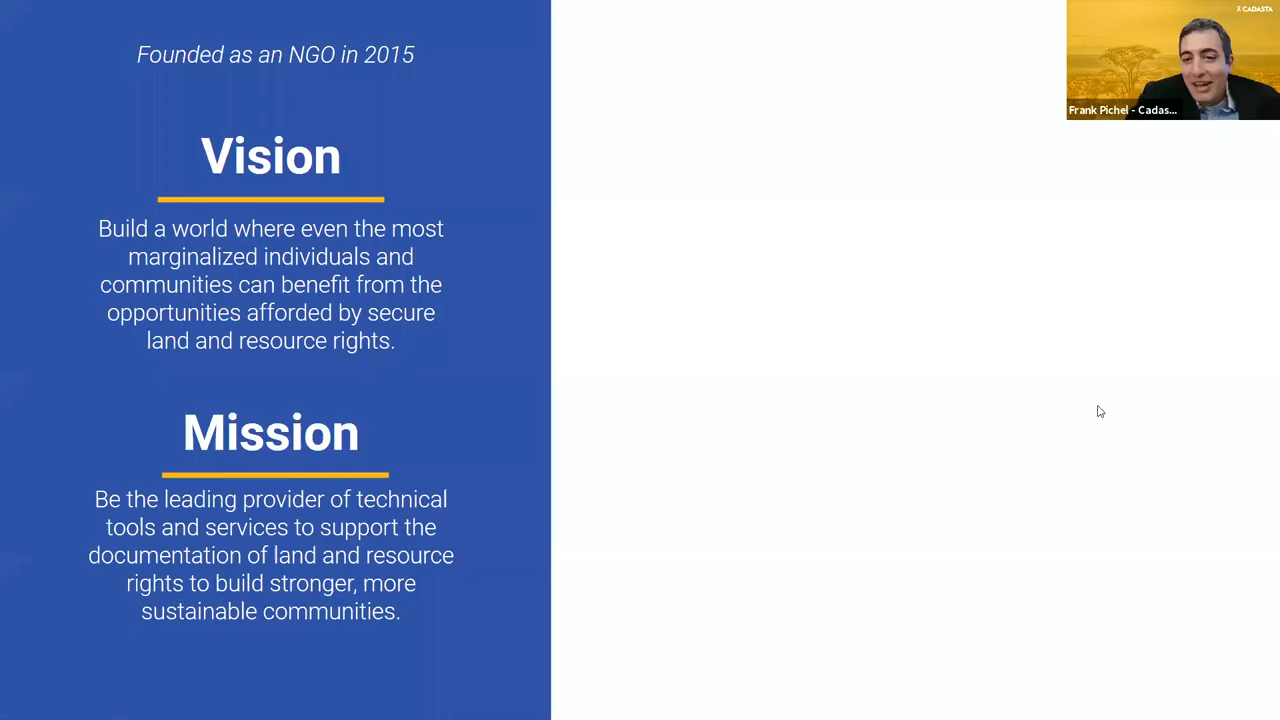 Founded as an NGO in 2015
Vision
Build a world where even the most
marginalized individuals and
communities can benefit from the
opportunities afforded by secure
land and resource rights.
Mission
Be the leading provider of technical
tools and services to support the
documentation of land and resource
rights to build stronger, more
sustainable communities.
CADASTA
Frank Pichel - Cadas...